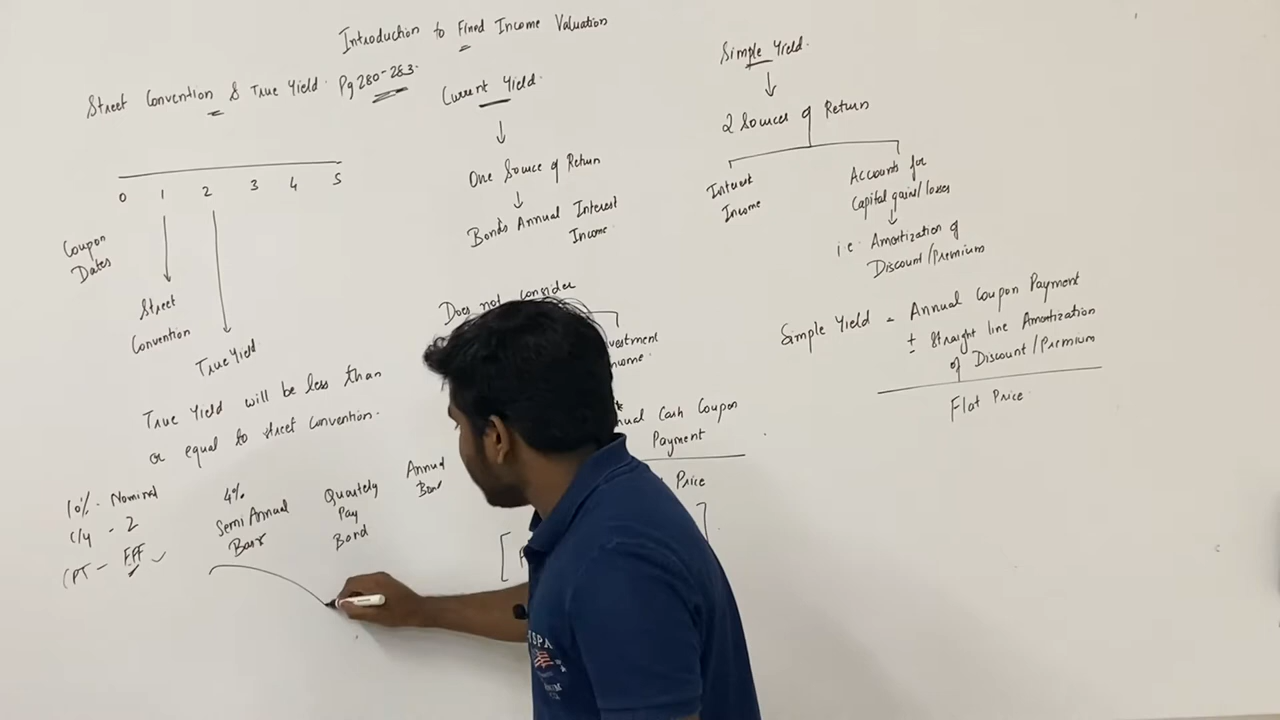 Introduction to Fixed Income Valuation
Street Convention & True Yield. Pg 280-283.
0 1 2 3 4 5
Coupon
Dates
Street
Convention
True Yield
True Yield will be less than
or equal to street convention.
10% - Nominal
C/Y - 2
CPT - EFF
4%
Semi Annual
Quarterly
Pay
Bond
Annual
Bond
Current Yield.
One Source of Return
Bond's Annual Interest
Income.
Does not consider
Cash Coupon
Payment
Price
Simple Yield.
2 Sources of Return
Interest
Income
Accounts for
Capital gains/losses
i.e. Amortization of
Discount/Premium
Simple Yield = Annual Coupon Payment
± Straight line Amortization
of Discount/Premium
Flat Price